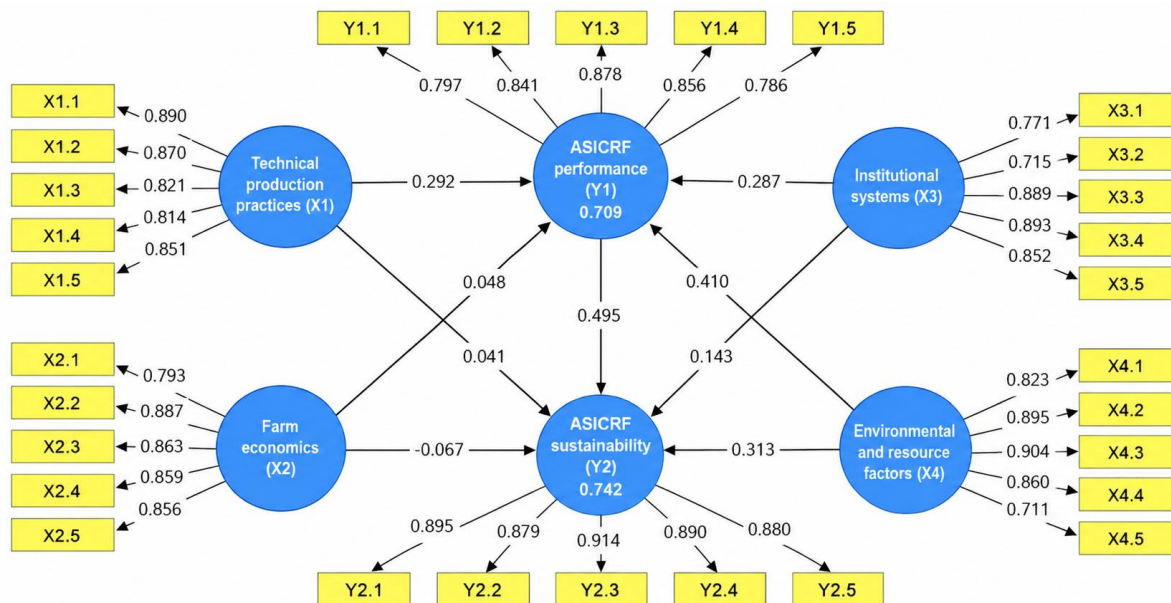 Y1.1
Y1.2
Y1.3
Y1.4
Y1.5
0.797
0.841
0.878
0.856
0.786
X1.1
X1.2
X1.3
X1.4
X1.5
0.890
0.870
0.821
0.814
0.851
Technical
production
practices (X1)
0.292
ASICRF
performance
(Y1)
0.709
0.287
Institutional
systems (X3)
0.771
0.715
0.889
0.893
0.852
X3.1
X3.2
X3.3
X3.4
X3.5
0.048
0.410
0.495
0.041
0.143
X2.1
X2.2
X2.3
X2.4
X2.5
0.793
0.887
0.863
0.859
0.856
Farm
economics
(X2)
-0.067
ASICRF
sustainability
(Y2)
0.742
0.313
Environmental
and resource
factors (X4)
0.823
0.895
0.904
0.860
0.711
X4.1
X4.2
X4.3
X4.4
X4.5
0.895
0.879
0.914
0.890
0.880
Y2.1
Y2.2
Y2.3
Y2.4
Y2.5